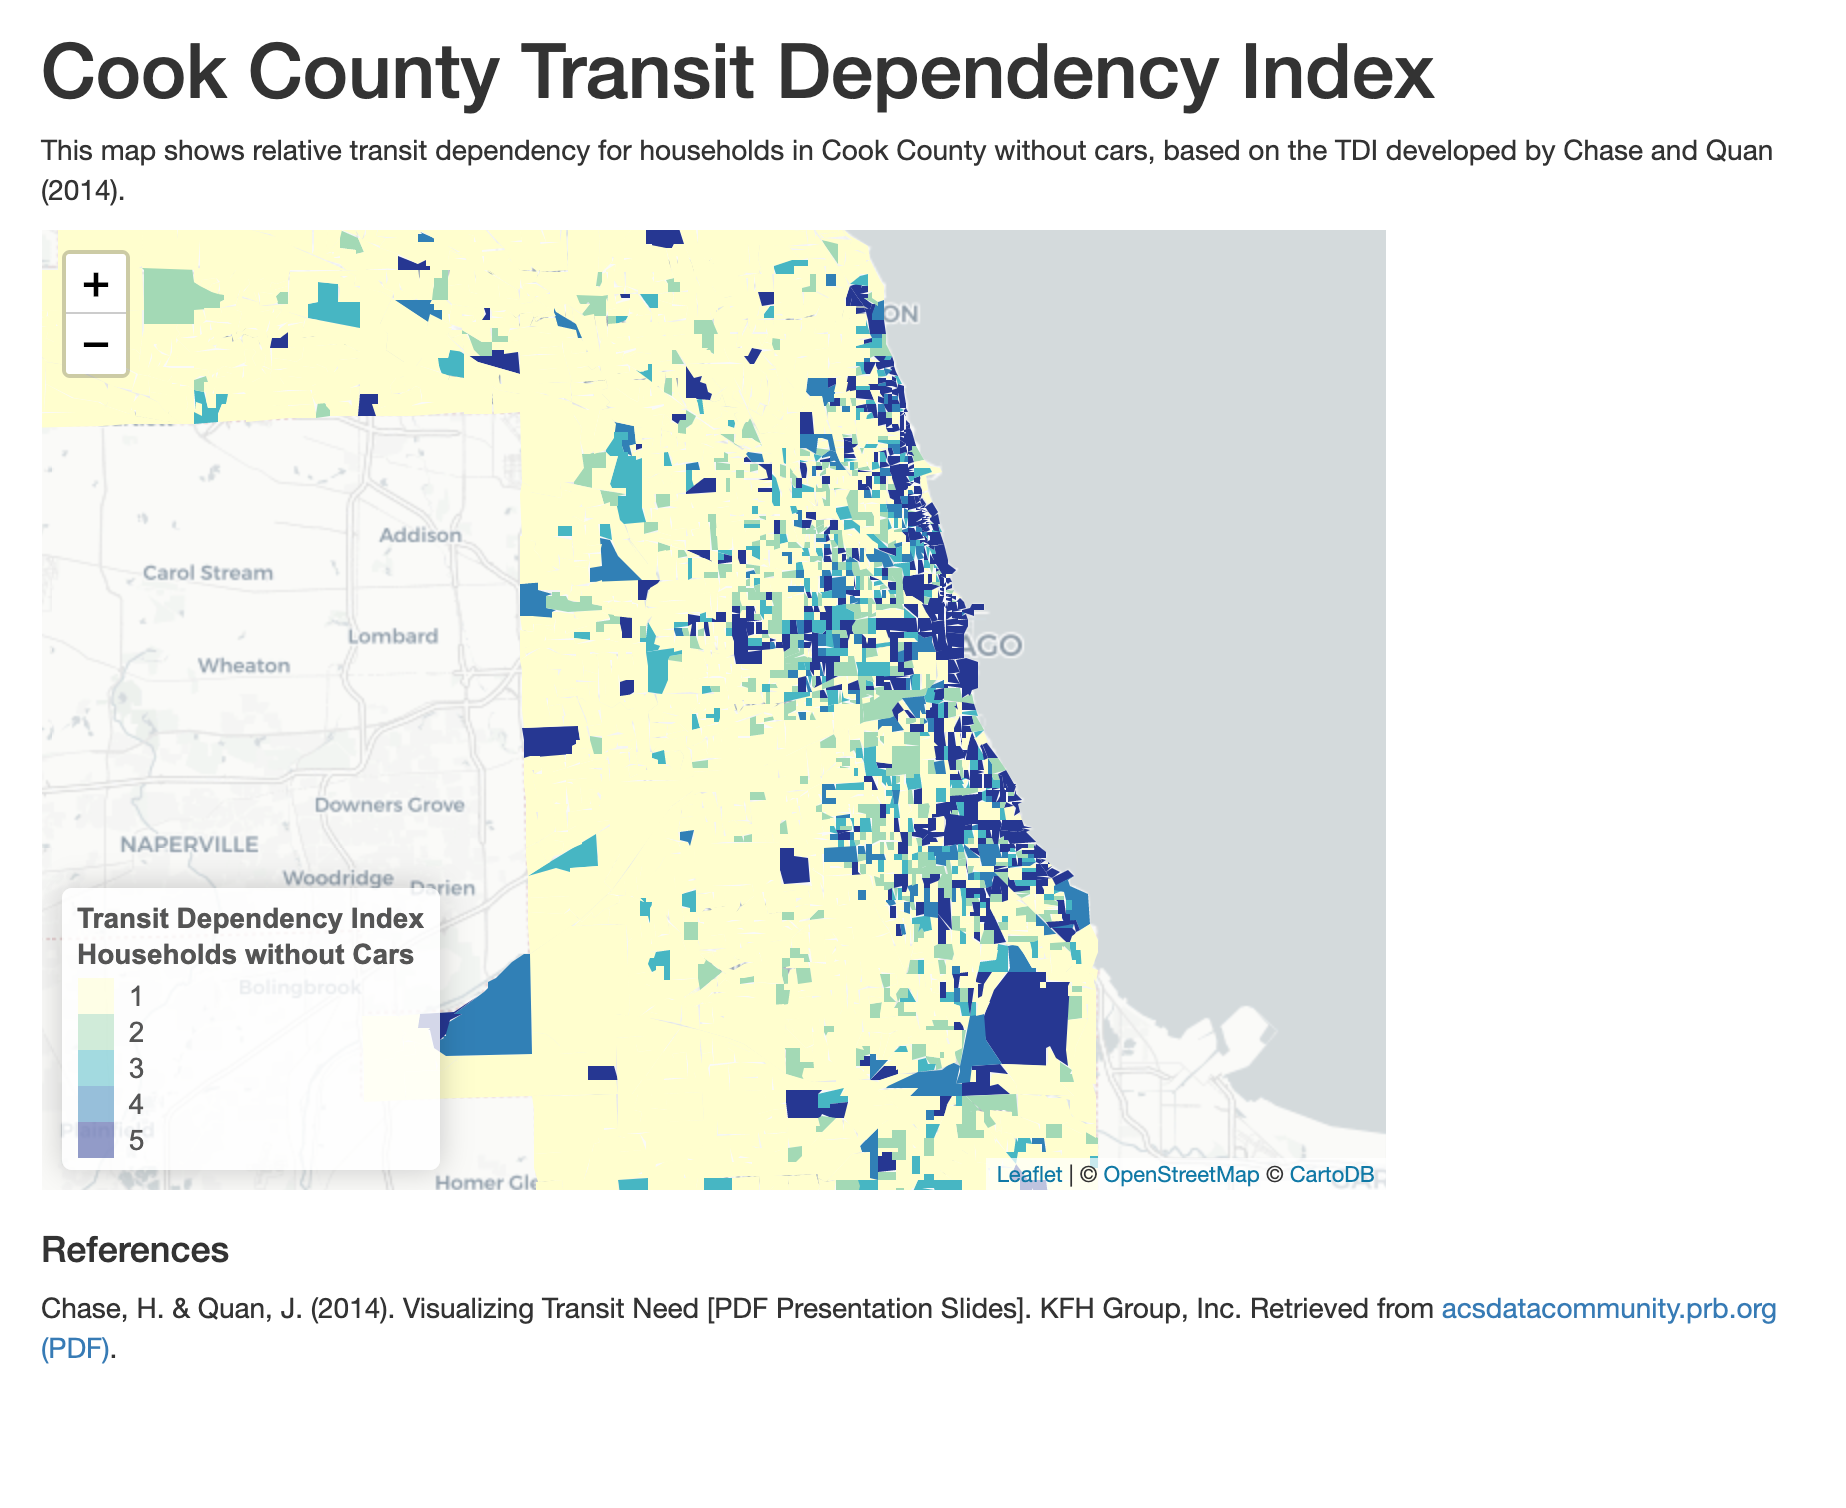 Cook County Transit Dependency Index
This map shows relative transit dependency for households in Cook County without cars, based on the TDI developed by Chase and Quan
(2014).
+
−
ON
Addison
Carol Stream
Lombard
AGO
Wheaton
Downers Grove
NAPERVILLE
Woodridge
Darien
Transit Dependency Index
Households without Cars
Bolingbrook
1
2
3
4
5
Plainfield
Homer Gle
Leaflet | © OpenStreetMap © CartoDB
GAR
References
Chase, H. & Quan, J. (2014). Visualizing Transit Need [PDF Presentation Slides]. KFH Group, Inc. Retrieved from acsdatacommunity.prb.org
(PDF).